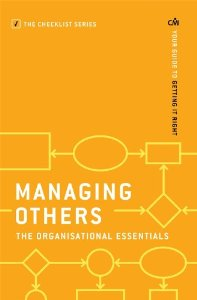 THE CHECKLIST SERIES
CMI
YOUR GUIDE TO GETTING IT RIGHT
MANAGING
OTHERS
THE ORGANISATIONAL ESSENTIALS